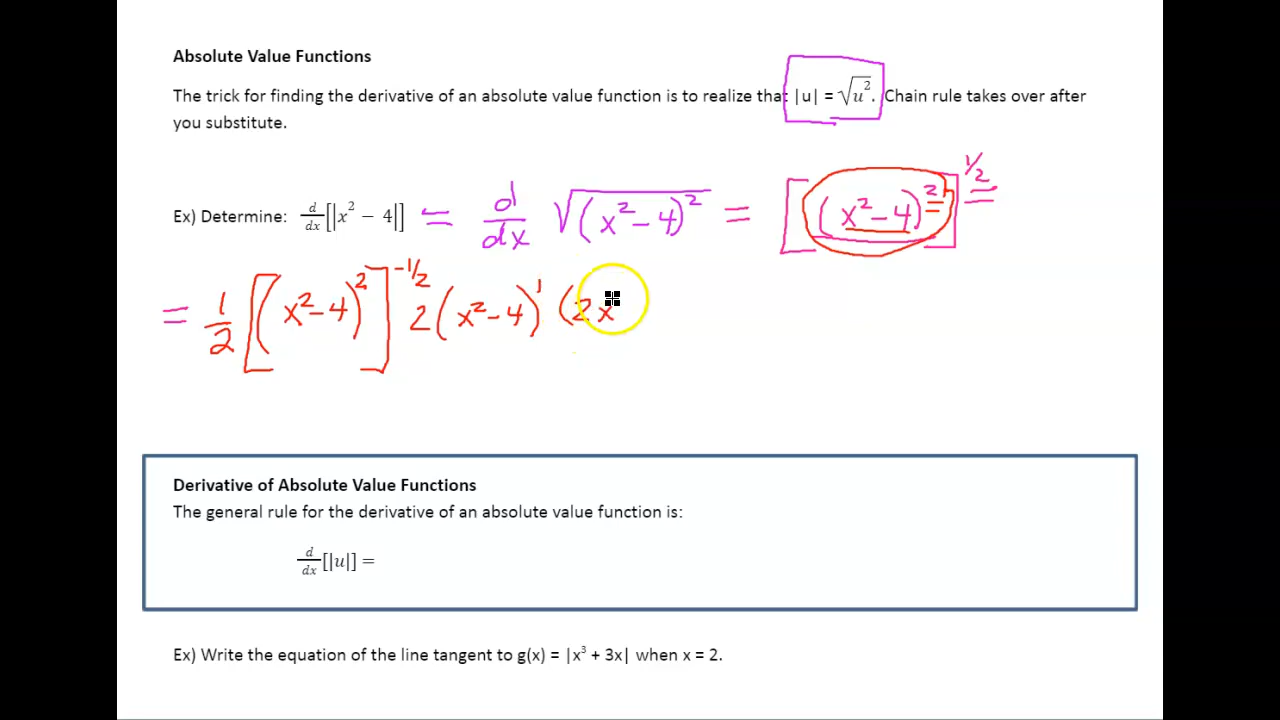 Absolute Value Functions
The trick for finding the derivative of an absolute value function is to realize that |u| = √u². Chain rule takes over after
you substitute.
Ex) Determine: d/dx[|x² − 4|] = d/dx √(x²−4)² = [(x²−4)²]^1/2
= 1/2 [(x²−4)²]^-1/2 2(x²−4)^1 (2x
Derivative of Absolute Value Functions
The general rule for the derivative of an absolute value function is:
d/dx[|u|] =
Ex) Write the equation of the line tangent to g(x) = |x³ + 3x| when x = 2.